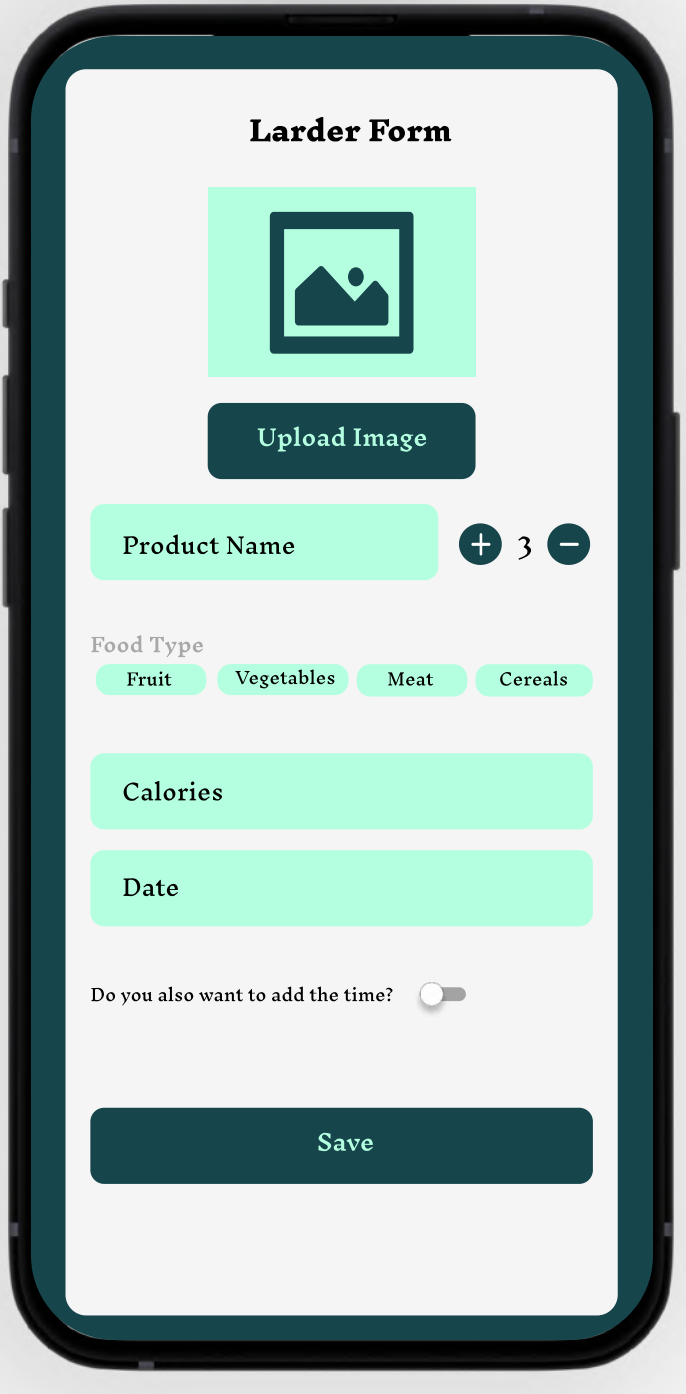 Larder Form
Upload Image
Product Name
3
Food Type
Fruit Vegetables Meat Cereals
Calories
Date
Do you also want to add the time?
Save